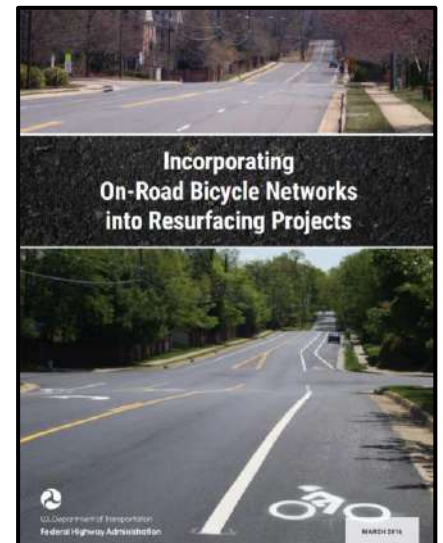 Incorporating
On-Road Bicycle Networks
into Resurfacing Projects
U.S. Department of Transportation
Federal Highway Administration
MARCH 2016